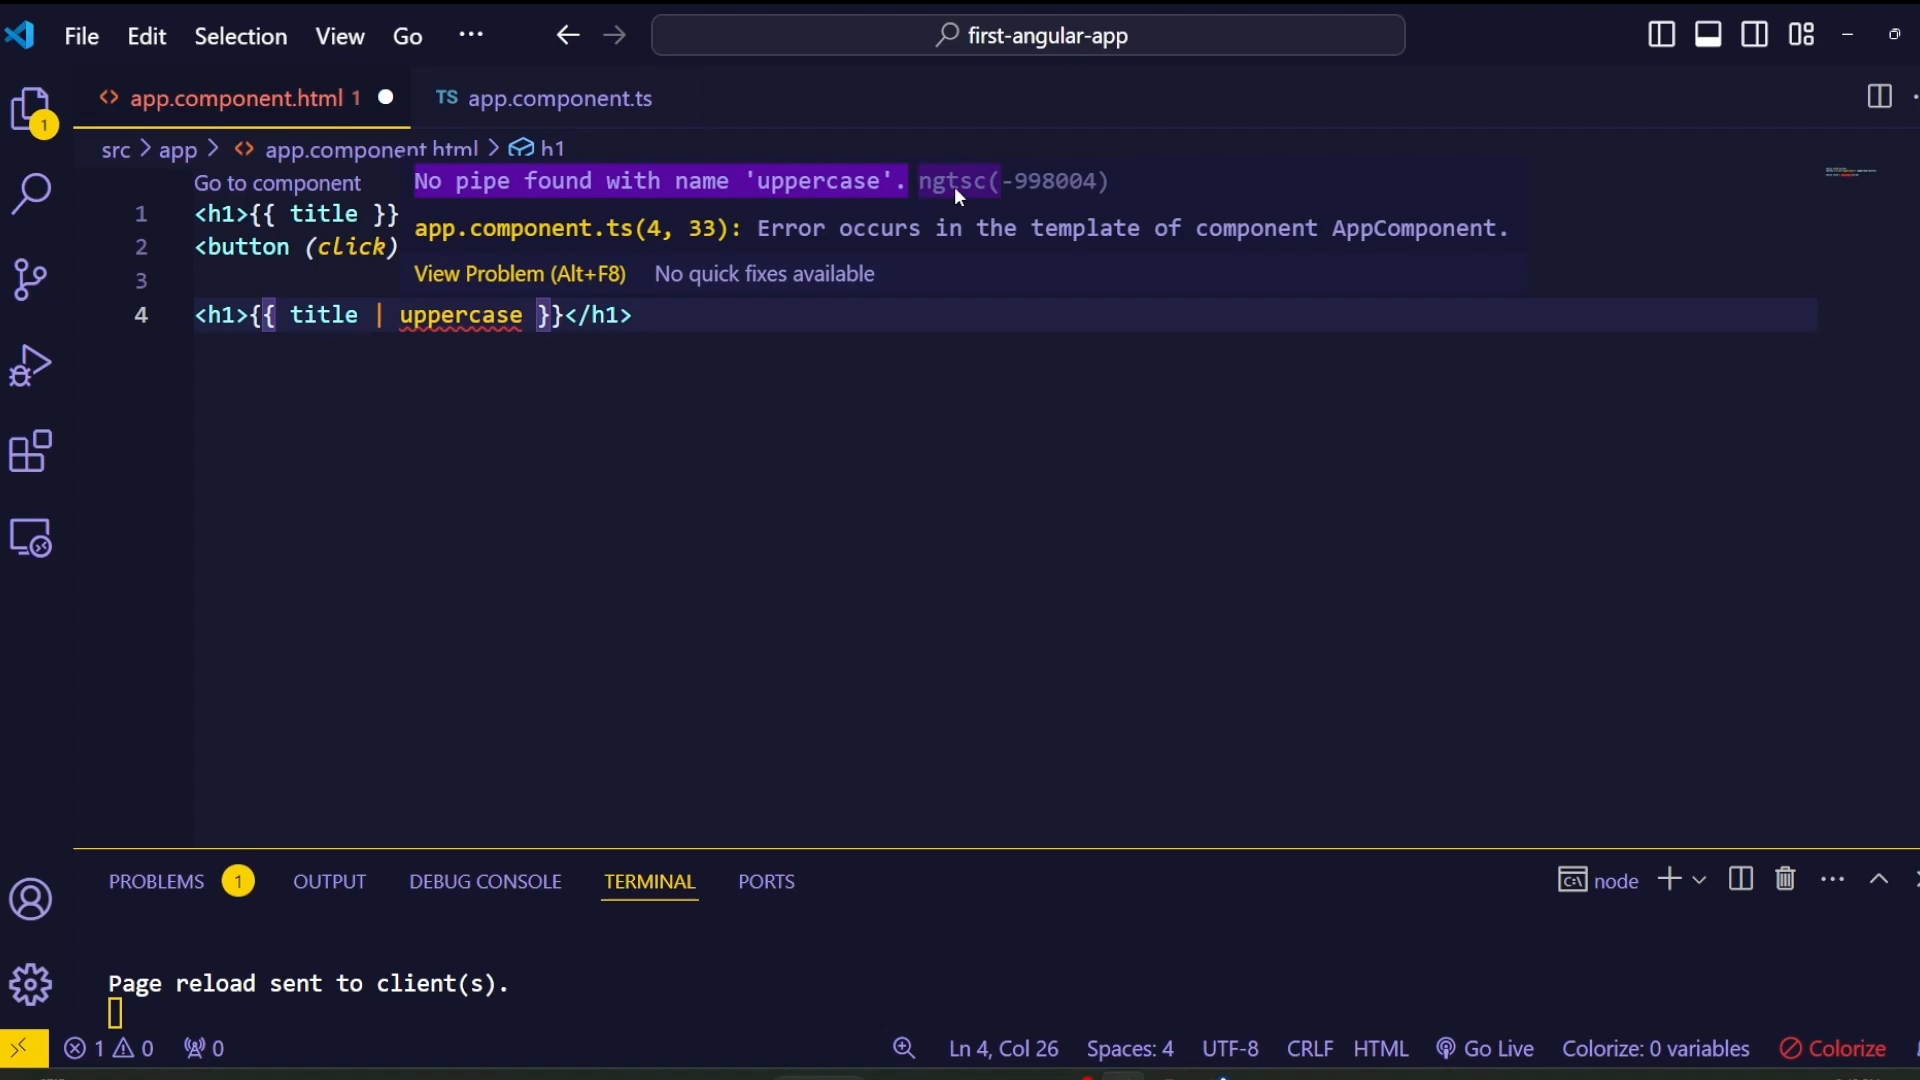 File Edit Selection View Go ··· first-angular-app
app.component.html 1 TS app.component.ts
1
src > app > app.component.html > h1
Go to component
No pipe found with name 'uppercase'. ngtsc(-998004)
app.component.ts(4, 33): Error occurs in the template of component AppComponent.
View Problem (Alt+F8) No quick fixes available
1 <h1>{{ title }}
2 <button (click)
3
4 <h1>{{ title | uppercase }}</h1>
PROBLEMS 1 OUTPUT DEBUG CONSOLE TERMINAL PORTS node
Page reload sent to client(s).
1 0 0 Ln 4, Col 26 Spaces: 4 UTF-8 CRLF HTML Go Live Colorize: 0 variables Colorize